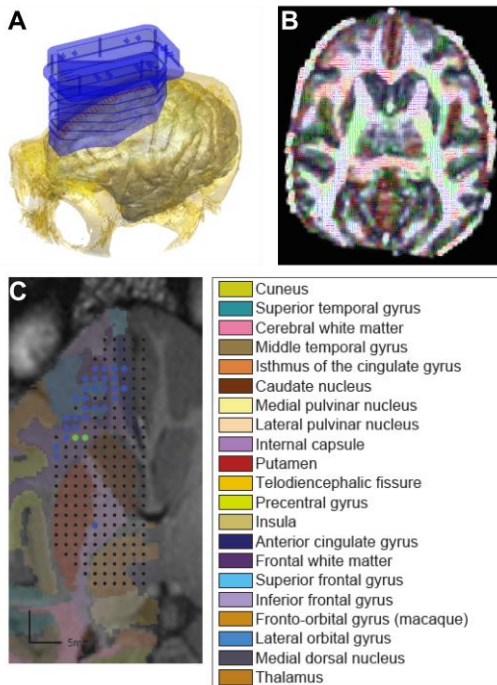 A
B
C
5mm
Cuneus
Superior temporal gyrus
Cerebral white matter
Middle temporal gyrus
Isthmus of the cingulate gyrus
Caudate nucleus
Medial pulvinar nucleus
Lateral pulvinar nucleus
Internal capsule
Putamen
Telodiencephalic fissure
Precentral gyrus
Insula
Anterior cingulate gyrus
Frontal white matter
Superior frontal gyrus
Inferior frontal gyrus
Fronto-orbital gyrus (macaque)
Lateral orbital gyrus
Medial dorsal nucleus
Thalamus